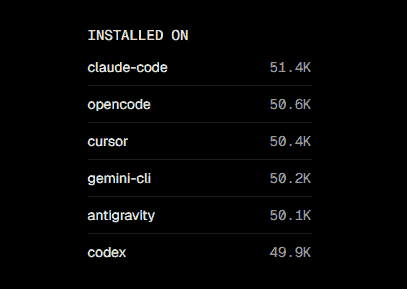 INSTALLED ON
claude-code 51.4K
opencode 50.6K
cursor 50.4K
gemini-cli 50.2K
antigravity 50.1K
codex 49.9K